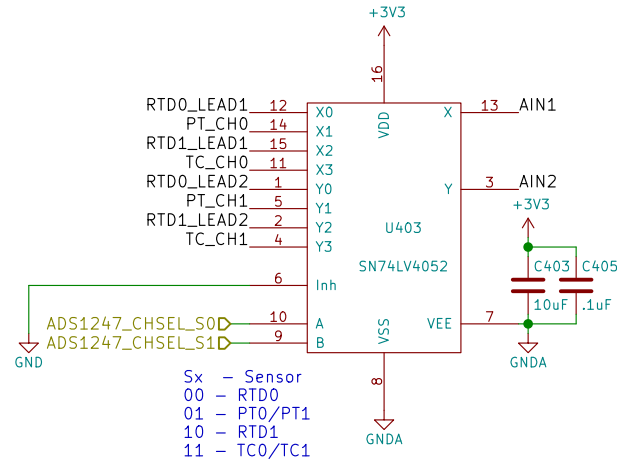 +3V3
16
VDD
RTD0_LEAD1 12 X0 X 13 AIN1
PT_CH0 14 X1
RTD1_LEAD1 15 X2
TC_CH0 11 X3
RTD0_LEAD2 1 Y0 Y 3 AIN2
PT_CH1 5 Y1
RTD1_LEAD2 2 Y2
TC_CH1 4 Y3
+3V3
U403
SN74LV4052
C403 C405
6 Inh
10uF .1uF
ADS1247_CHSEL_S0 10 A VEE 7
ADS1247_CHSEL_S1 9 B
VSS
GND
GNDA
8
GNDA
Sx – Sensor
00 – RTD0
01 – PT0/PT1
10 – RTD1
11 – TC0/TC1